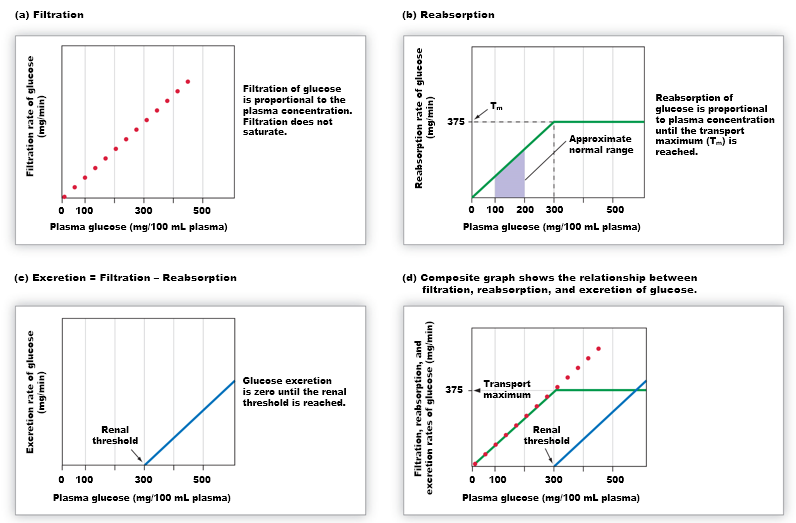 (a) Filtration
Filtration rate of glucose
(mg/min)
Filtration of glucose
is proportional to the
plasma concentration.
Filtration does not
saturate.
0 100 300 500
Plasma glucose (mg/100 mL plasma)
(b) Reabsorption
Reabsorption rate of glucose
(mg/min)
Tm
375
Approximate
normal range
Reabsorption of
glucose is proportional
to plasma concentration
until the transport
maximum (Tm) is
reached.
0 100 200 300 500
Plasma glucose (mg/100 mL plasma)
(c) Excretion = Filtration – Reabsorption
Excretion rate of glucose
(mg/min)
Renal
threshold
Glucose excretion
is zero until the renal
threshold is reached.
0 100 300 500
Plasma glucose (mg/100 mL plasma)
(d) Composite graph shows the relationship between
filtration, reabsorption, and excretion of glucose.
Filtration, reabsorption, and
excretion rates of glucose (mg/min)
375
Transport
maximum
Renal
threshold
0 100 300 500
Plasma glucose (mg/100 mL plasma)